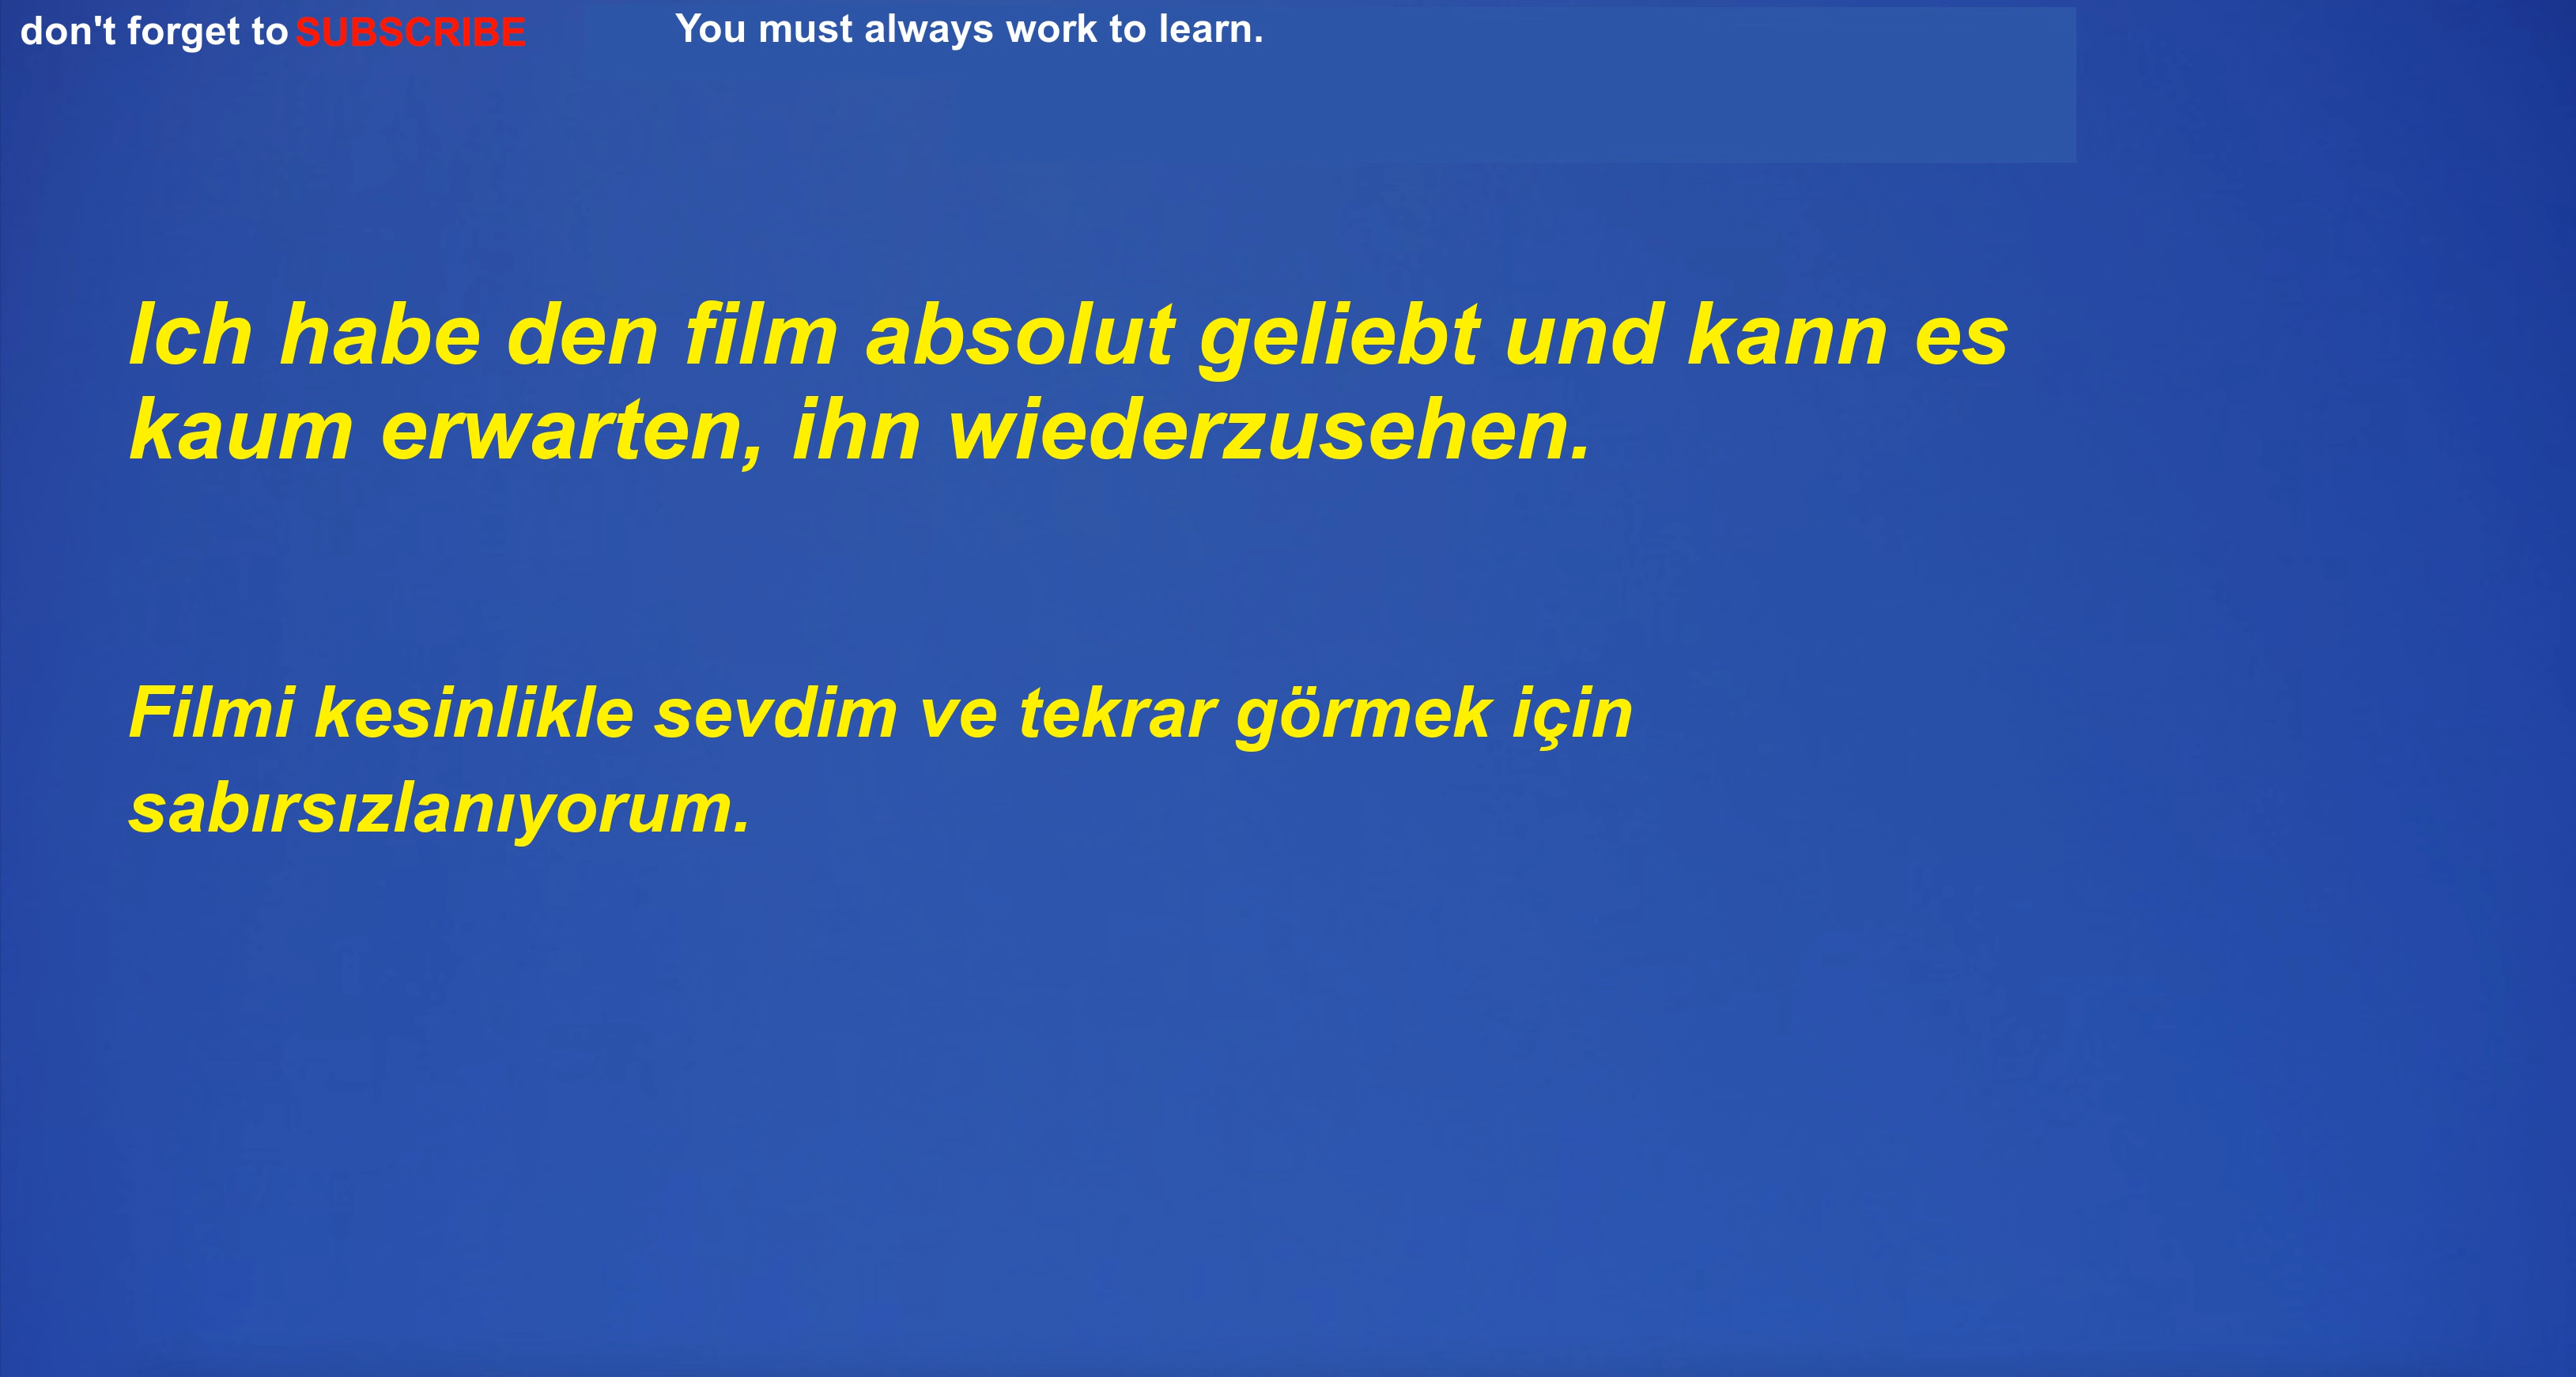 don't forget to SUBSCRIBE You must always work to learn.
Ich habe den film absolut geliebt und kann es
kaum erwarten, ihn wiederzusehen.
Filmi kesinlikle sevdim ve tekrar görmek için
sabırsızlanıyorum.